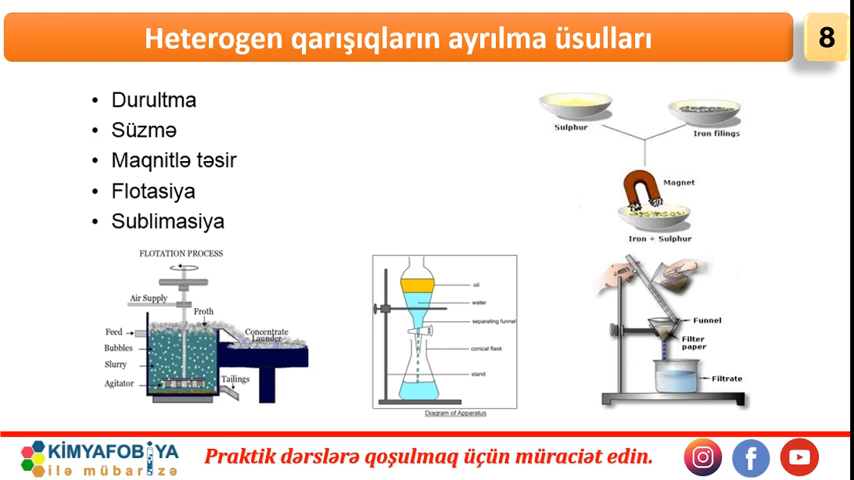 Heterogen qarışıqların ayrılma üsulları
8
• Durultma
• Süzmə
• Maqnitlə təsir
• Flotasiya
• Sublimasiya
Sulphur
Iron filings
Magnet
Iron + Sulphur
FLOTATION PROCESS
Air Supply
Froth
Feed
Concentrate
Launder
Bubbles
Slurry
Agitator
Tailings
oil
water
separating funnel
conical flask
stand
Diagram of Apparatus
Funnel
Filter
paper
Filtrate
KİMYAFOBİYA
ilə mübarizə
Praktik dərslərə qoşulmaq üçün müraciət edin.